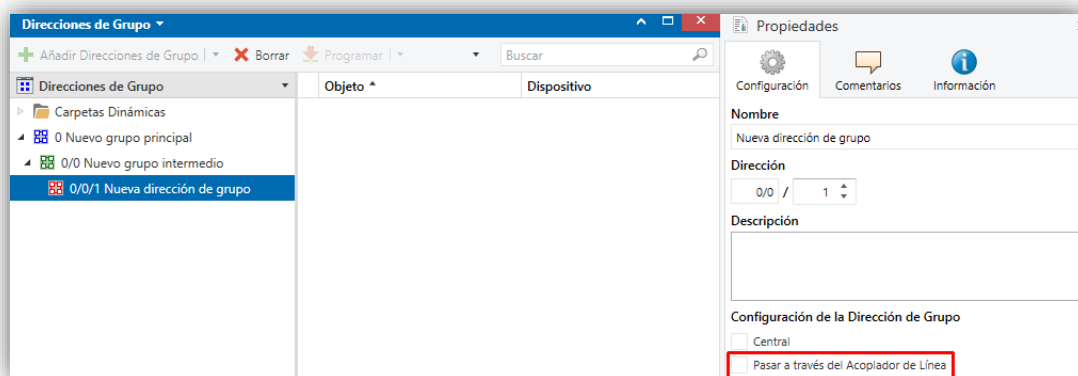 Direcciones de Grupo
Añadir Direcciones de Grupo
Borrar
Programar
Buscar
Direcciones de Grupo
Objeto
Dispositivo
Carpetas Dinámicas
0 Nuevo grupo principal
0/0 Nuevo grupo intermedio
0/0/1 Nueva dirección de grupo
Propiedades
Configuración
Comentarios
Información
Nombre
Nueva dirección de grupo
Dirección
0/0 / 1
Descripción
Configuración de la Dirección de Grupo
Central
Pasar a través del Acoplador de Línea